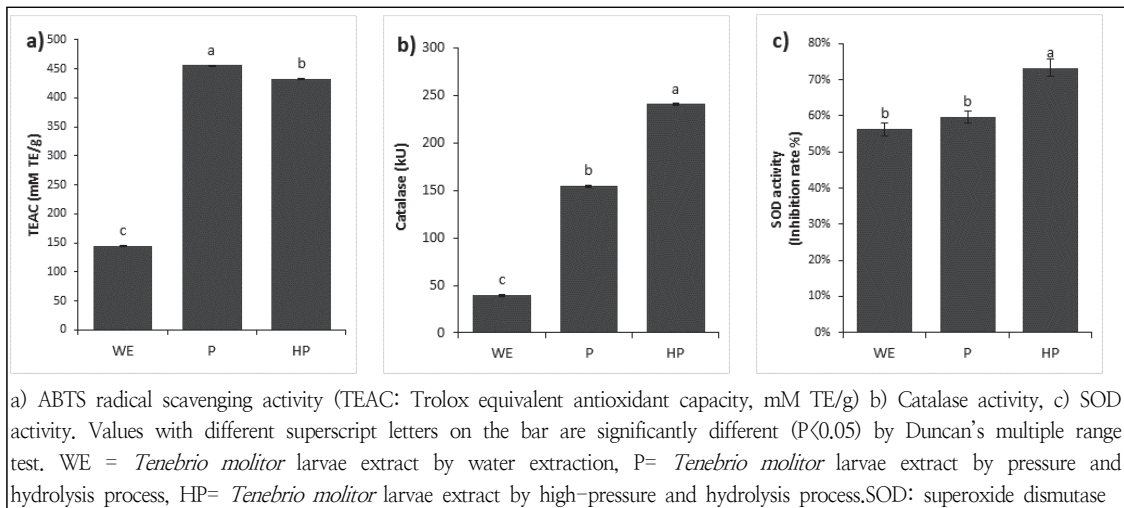 a)
500
450
400
350
300
250
200
150
100
50
0
TEAC (mM TE/g)
c
a
b
WE P HP
b)
300
250
200
150
100
50
0
Catalase (kU)
c
b
a
WE P HP
c)
80%
70%
60%
50%
40%
30%
20%
10%
0%
SOD activity
(Inhibition rate %)
b
b
a
WE P HP
a) ABTS radical scavenging activity (TEAC: Trolox equivalent antioxidant capacity, mM TE/g) b) Catalase activity, c) SOD
activity. Values with different superscript letters on the bar are significantly different (P<0.05) by Duncan's multiple range
test. WE = Tenebrio molitor larvae extract by water extraction, P= Tenebrio molitor larvae extract by pressure and
hydrolysis process, HP= Tenebrio molitor larvae extract by high-pressure and hydrolysis process.SOD: superoxide dismutase